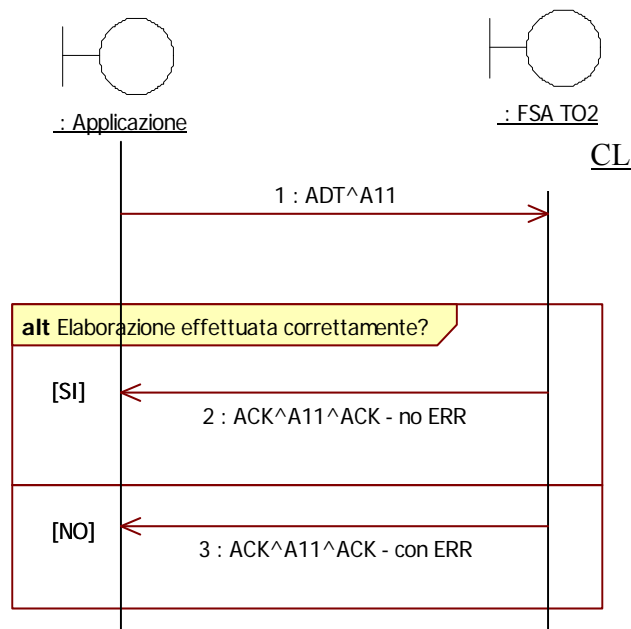 : Applicazione
: FSA TO2
CL
1 : ADT^A11
alt Elaborazione effettuata correttamente?
[SI]
2 : ACK^A11^ACK - no ERR
[NO]
3 : ACK^A11^ACK - con ERR